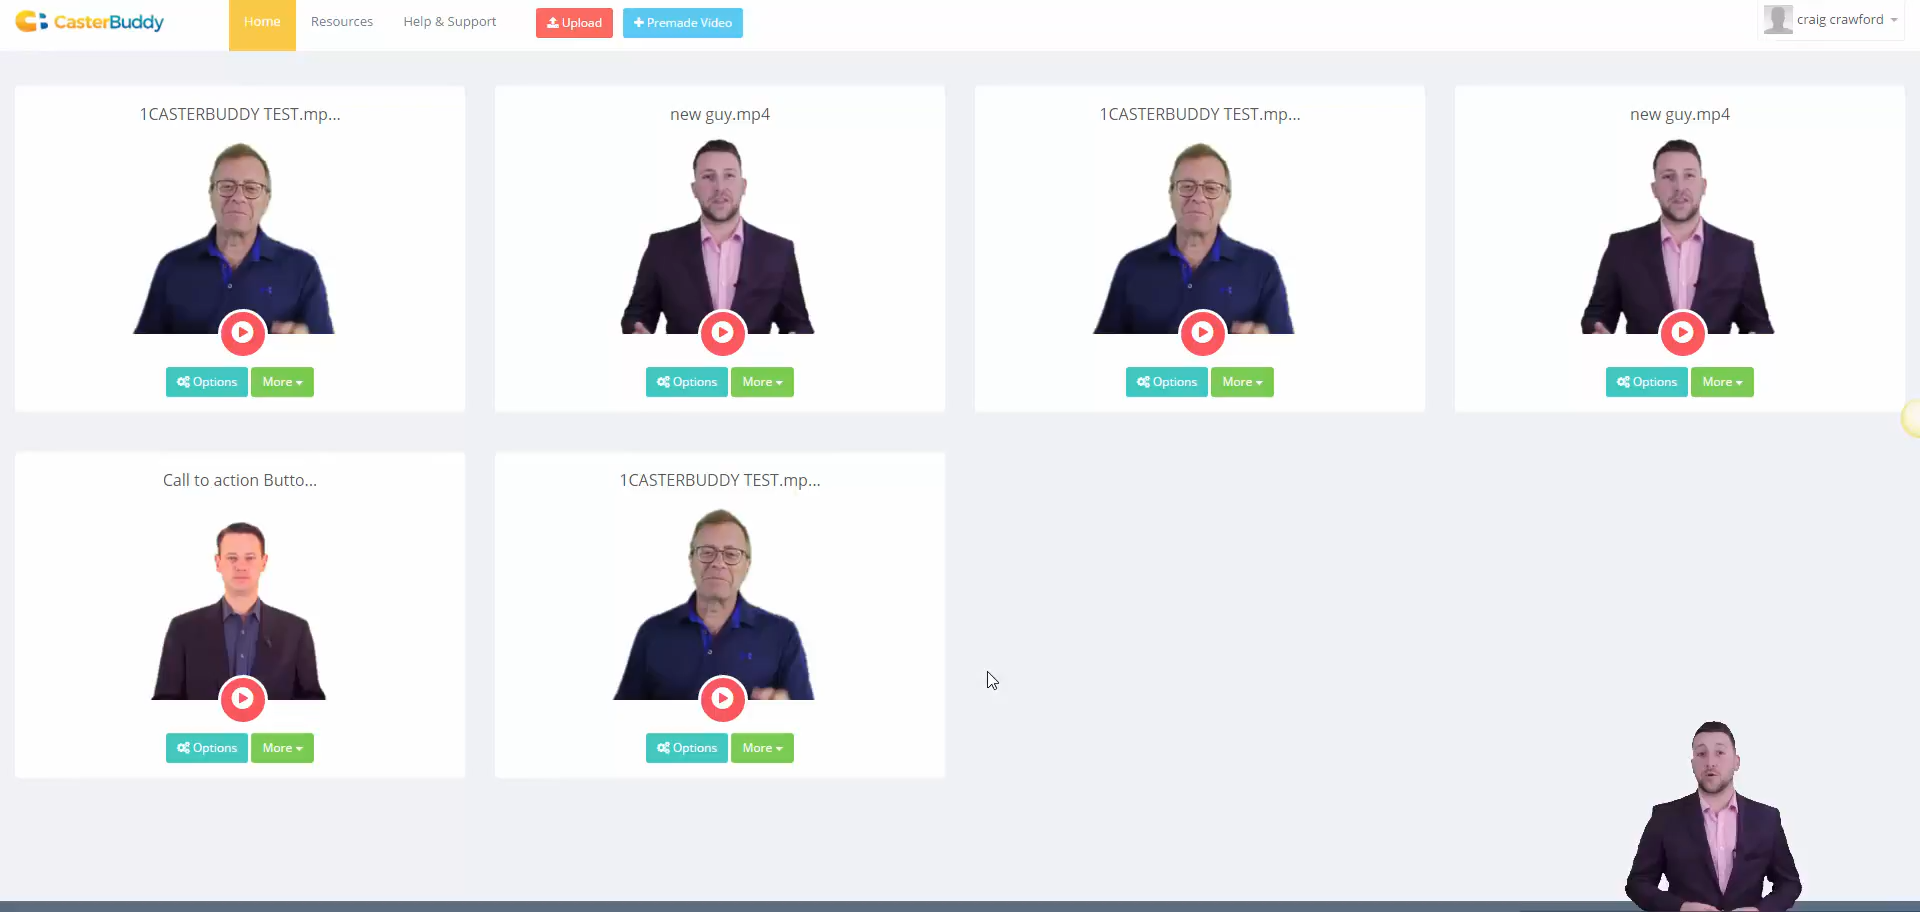 CasterBuddy
Home
Resources
Help & Support
Upload
Premade Video
craig crawford
1CASTERBUDDY TEST.mp...
new guy.mp4
1CASTERBUDDY TEST.mp...
new guy.mp4
Options
More
Options
More
Options
More
Options
More
Call to action Butto...
1CASTERBUDDY TEST.mp...
Options
More
Options
More